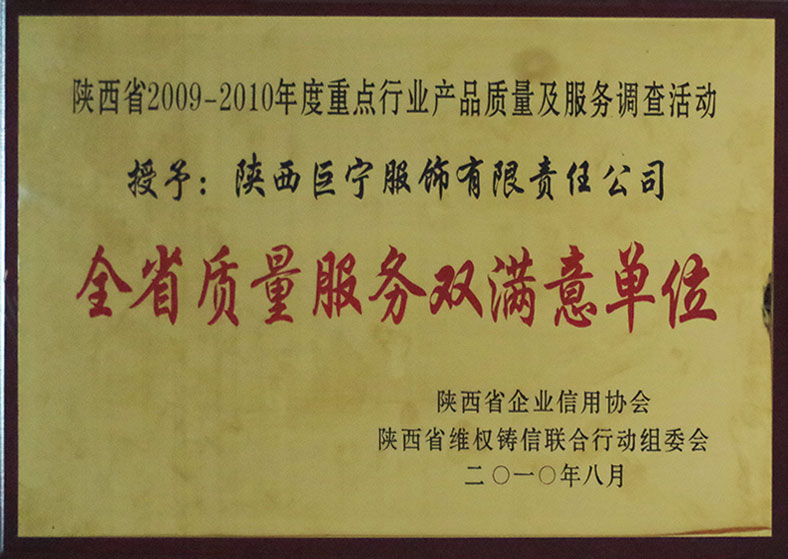 陕西省2009-2010年度重点行业产品质量及服务调查活动
授予：陕西巨宁服饰有限责任公司
全省质量服务双满意单位
陕西省企业信用协会
陕西省维权铸信联合行动组委会
二〇一〇年八月